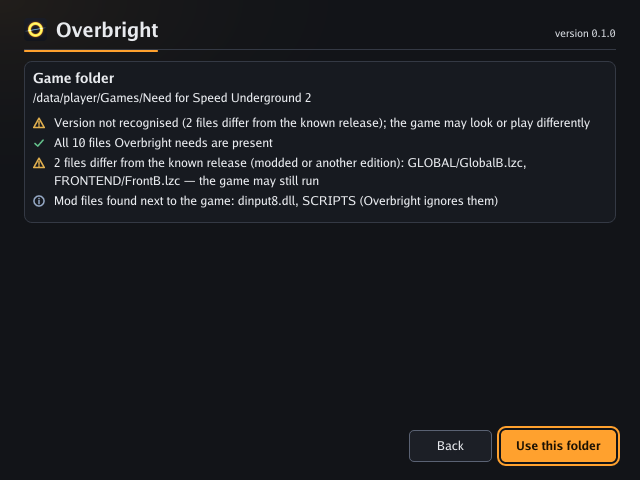 Overbright
version 0.1.0
Game folder
/data/player/Games/Need for Speed Underground 2
Version not recognised (2 files differ from the known release); the game may look or play differently
All 10 files Overbright needs are present
2 files differ from the known release (modded or another edition): GLOBAL/GlobalB.lzc,
FRONTEND/FrontB.lzc — the game may still run
Mod files found next to the game: dinput8.dll, SCRIPTS (Overbright ignores them)
Back
Use this folder